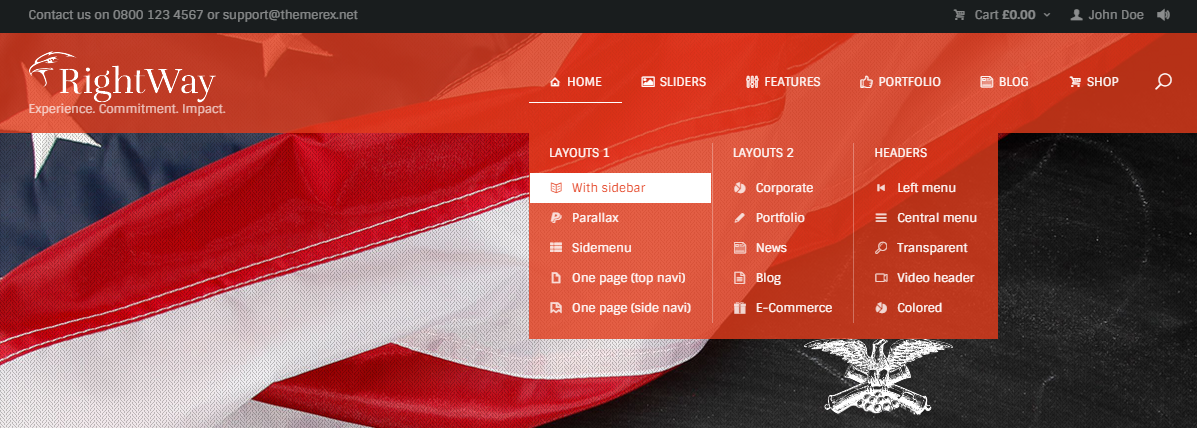 Contact us on 0800 123 4567 or support@themerex.net
Cart £0.00
John Doe
RightWay
Experience. Commitment. Impact.
HOME
SLIDERS
FEATURES
PORTFOLIO
BLOG
SHOP
LAYOUTS 1
With sidebar
Parallax
Sidemenu
One page (top navi)
One page (side navi)
LAYOUTS 2
Corporate
Portfolio
News
Blog
E-Commerce
HEADERS
Left menu
Central menu
Transparent
Video header
Colored